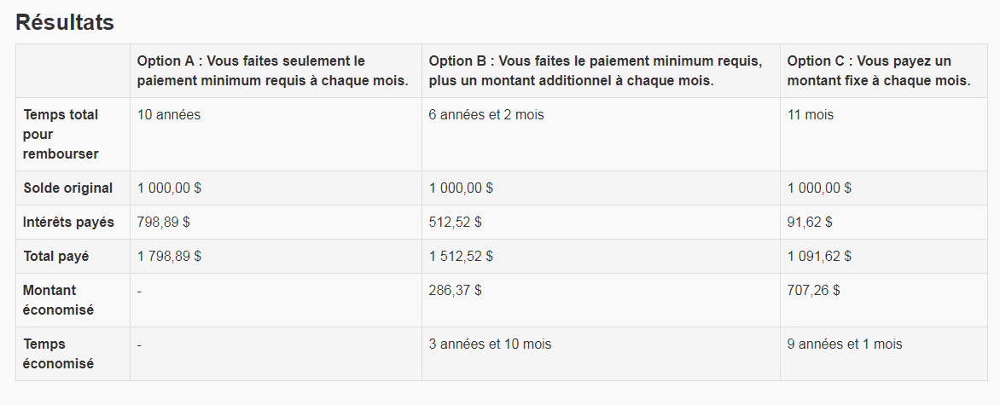 Résultats
Option A : Vous faites seulement le
paiement minimum requis à chaque mois.
Option B : Vous faites le paiement minimum requis,
plus un montant additionnel à chaque mois.
Option C : Vous payez un
montant fixe à chaque mois.
Temps total
pour
rembourser
10 années
6 années et 2 mois
11 mois
Solde original
1 000,00 $
1 000,00 $
1 000,00 $
Intérêts payés
798,89 $
512,52 $
91,62 $
Total payé
1 798,89 $
1 512,52 $
1 091,62 $
Montant
économisé
-
286,37 $
707,26 $
Temps
économisé
-
3 années et 10 mois
9 années et 1 mois